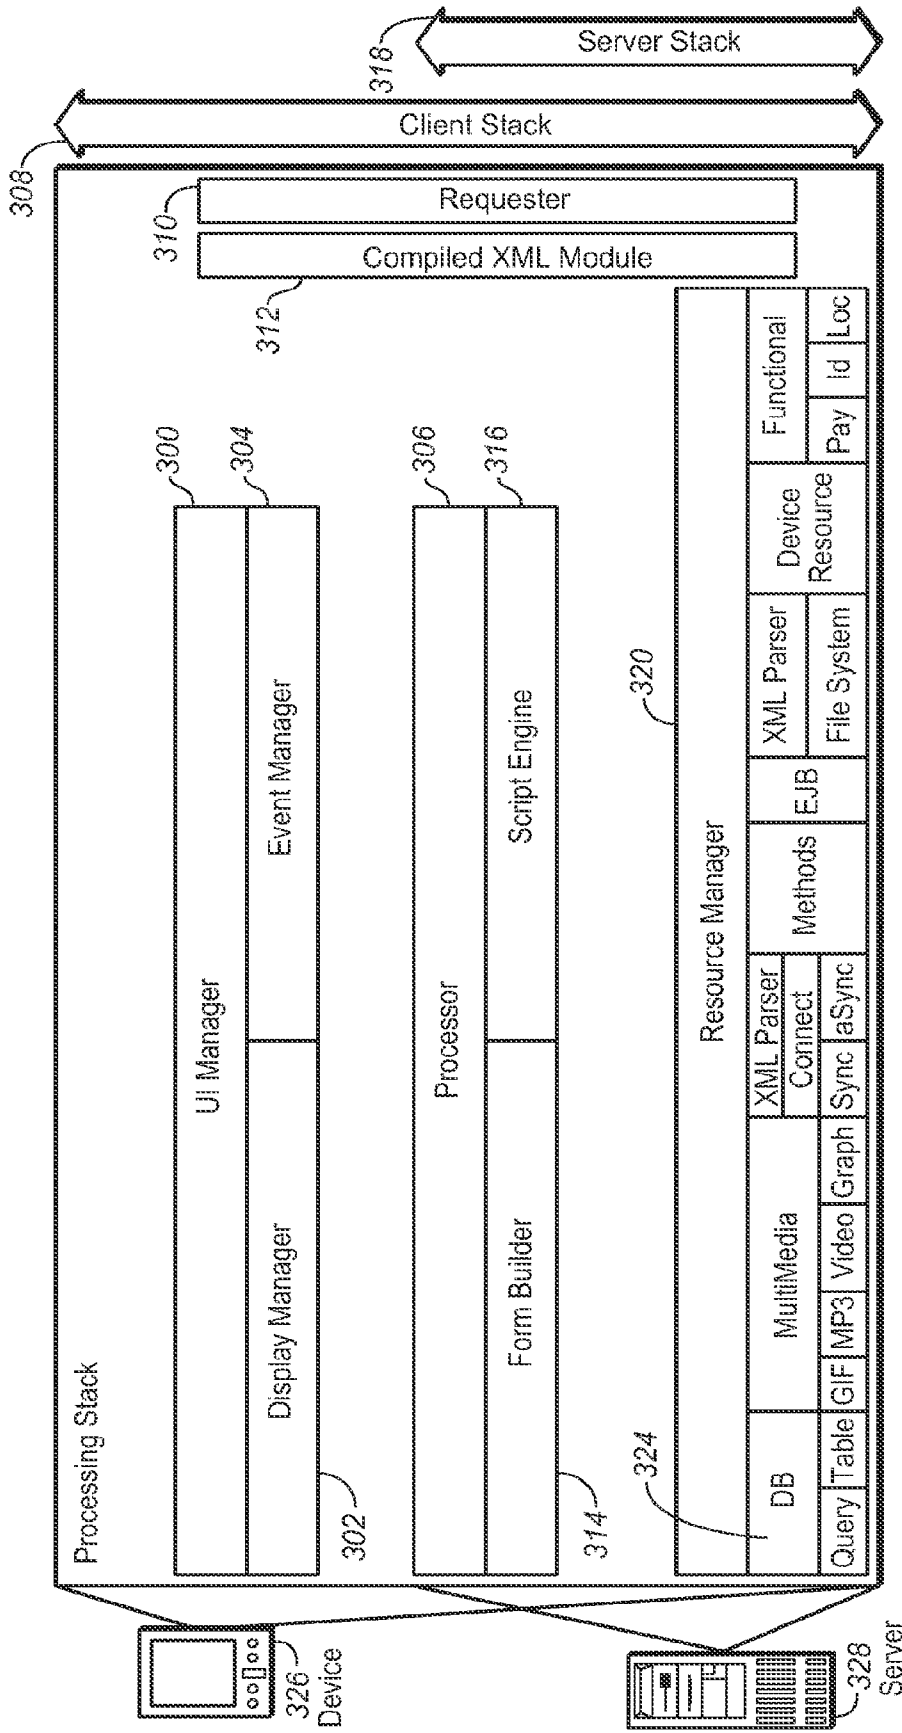 Processing Stack
300
UI Manager
304
Display Manager
Event Manager
302
306
Processor
316
Form Builder
Script Engine
314
320
Resource Manager
324
DB
Query
Table
MultiMedia
GIF
MP3
Video
Graph
XML Parser
Connect
Sync
aSync
Methods
EJB
XML Parser
File System
Device
Resource
Functional
Pay
Id
Loc
312
Compiled XML Module
310
Requester
308
Client Stack
318
Server Stack
326
Device
328
Server